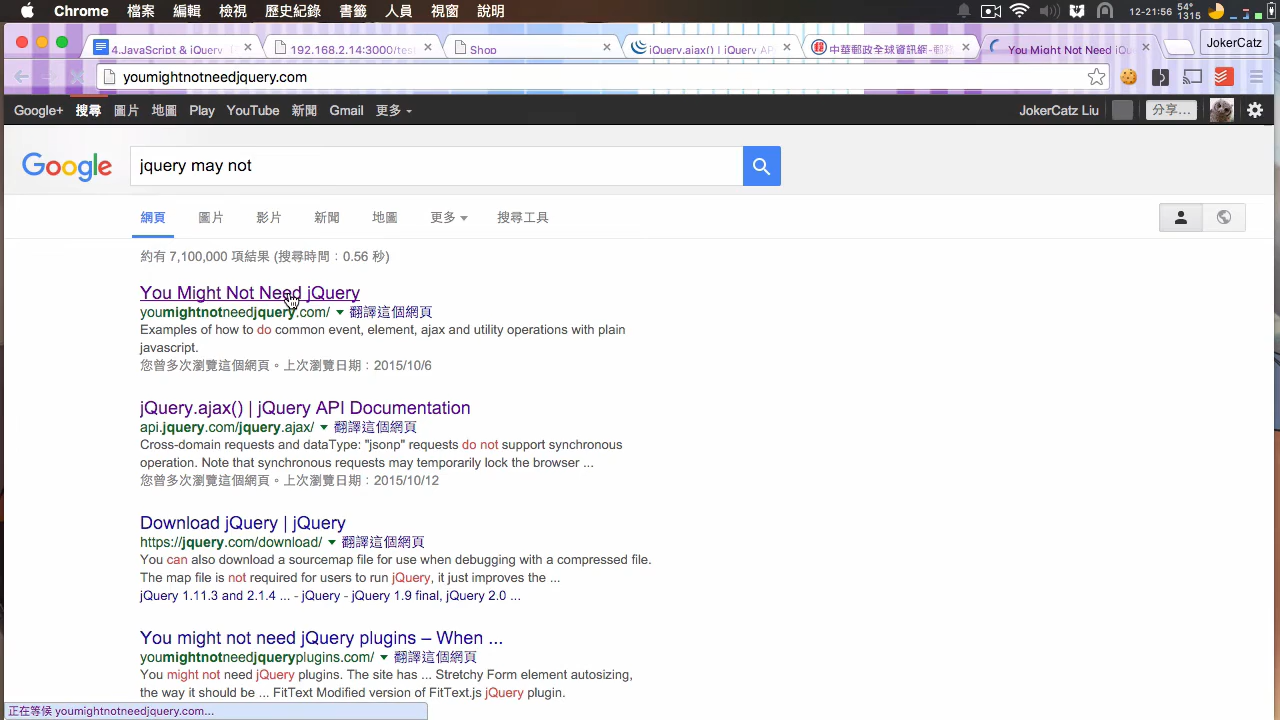 Chrome 檔案 編輯 檢視 歷史紀錄 書籤 人員 視窗 說明
12-21-56 54° 1315
4.JavaScript & jQuery
192.168.2.14:3000/test
Shop
jQuery.ajax() | jQuery AP
中華郵政全球資訊網-郵
You Might Not Need jQ
JokerCatz
youmightnotneedjquery.com
Google+ 搜尋 圖片 地圖 Play YouTube 新聞 Gmail 更多
JokerCatz Liu 分享...
Google
jquery may not
網頁 圖片 影片 新聞 地圖 更多 搜尋工具
約有 7,100,000 項結果 (搜尋時間：0.56 秒)
You Might Not Need jQuery
youmightnotneedjquery.com/ 翻譯這個網頁
Examples of how to do common event, element, ajax and utility operations with plain
javascript.
您曾多次瀏覽這個網頁。上次瀏覽日期：2015/10/6
jQuery.ajax() | jQuery API Documentation
api.jquery.com/jquery.ajax/ 翻譯這個網頁
Cross-domain requests and dataType: "jsonp" requests do not support synchronous
operation. Note that synchronous requests may temporarily lock the browser ...
您曾多次瀏覽這個網頁。上次瀏覽日期：2015/10/12
Download jQuery | jQuery
https://jquery.com/download/ 翻譯這個網頁
You can also download a sourcemap file for use when debugging with a compressed file.
The map file is not required for users to run jQuery, it just improves the ...
jQuery 1.11.3 and 2.1.4 ... - jQuery - jQuery 1.9 final, jQuery 2.0 ...
You might not need jQuery plugins – When ...
youmightnotneedjqueryplugins.com/ 翻譯這個網頁
You might not need jQuery plugins. The site has ... Stretchy Form element autosizing,
the way it should be ... FitText Modified version of FitText.js jQuery plugin.
正在等候 youmightnotneedjquery.com...